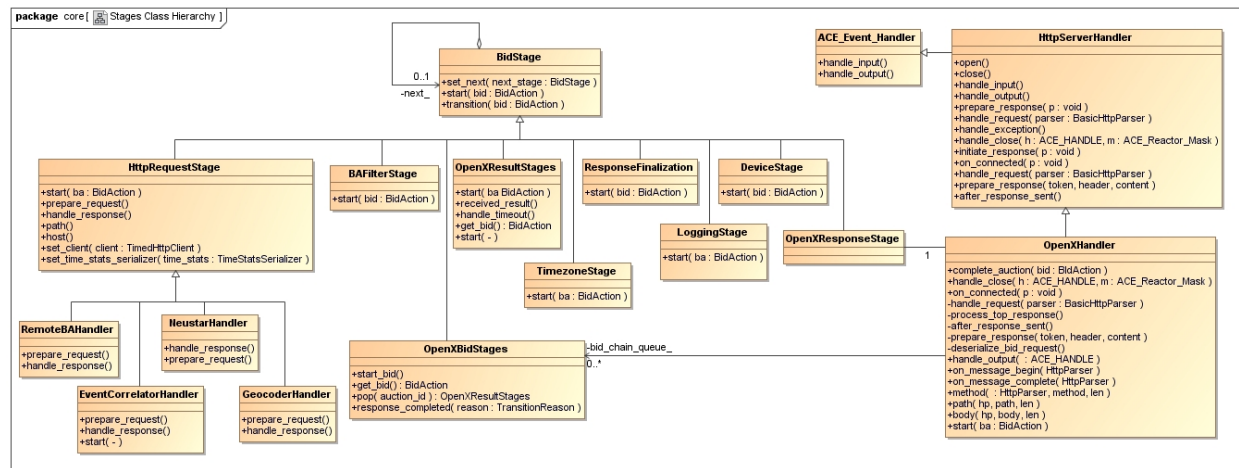 package core [ Stages Class Hierarchy ]
BidStage
+set_next( next_stage : BidStage )
+start( bid : BidAction )
+transition( bid : BidAction )
0..1
-next_
ACE_Event_Handler
+handle_input()
+handle_output()
HttpServerHandler
+open()
+close()
+handle_input()
+handle_output()
+prepare_response( p : void )
+handle_request( parser : BasicHttpParser )
+handle_exception()
+handle_close( h : ACE_HANDLE, m : ACE_Reactor_Mask )
+initiate_response( p : void )
+on_connected( p : void )
+handle_request( parser : BasicHttpParser )
+prepare_response( token, header, content )
+after_response_sent()
HttpRequestStage
+start( ba : BidAction )
+prepare_request()
+handle_response()
+path()
+host()
+set_client( client : TimedHttpClient )
+set_time_stats_serializer( time_stats : TimeStatsSerializer )
BAFilterStage
+start( bid : BidAction )
OpenXResultStages
+start( ba BidAction )
+received_result()
+handle_timeout()
+get_bid() : BidAction
+start( - )
TimezoneStage
+start( ba : BidAction )
ResponseFinalization
+start( bid : BidAction )
LoggingStage
+start( ba : BidAction )
DeviceStage
+start( bid : BidAction )
OpenXResponseStage
1
OpenXHandler
+complete_auction( bid : BIdAction )
+handle_close( h : ACE_HANDLE, m : ACE_Reactor_Mask )
+on_connected( p : void )
-handle_request( parser : BasicHttpParser )
-process_top_response()
-after_response_sent()
-prepare_response( token, header, content )
-deserialize_bid_request()
+handle_output( : ACE_HANDLE )
+on_message_begin( HttpParser )
+on_message_complete( HttpParser )
+method( : HttpParser, method, len )
+path( hp, path, len )
+body( hp, body, len )
+start( ba : BidAction )
RemoteBAHandler
+prepare_request()
+handle_response()
NeustarHandler
+handle_response()
+prepare_request()
EventCorrelatorHandler
+prepare_request()
+handle_response()
+start( - )
GeocoderHandler
+prepare_request()
+handle_response()
OpenXBidStages
+start_bid()
+get_bid() : BidAction
+pop( auction_id ) : OpenXResultStages
+response_completed( reason : TransitionReason )
-bid_chain_queue_
0..*